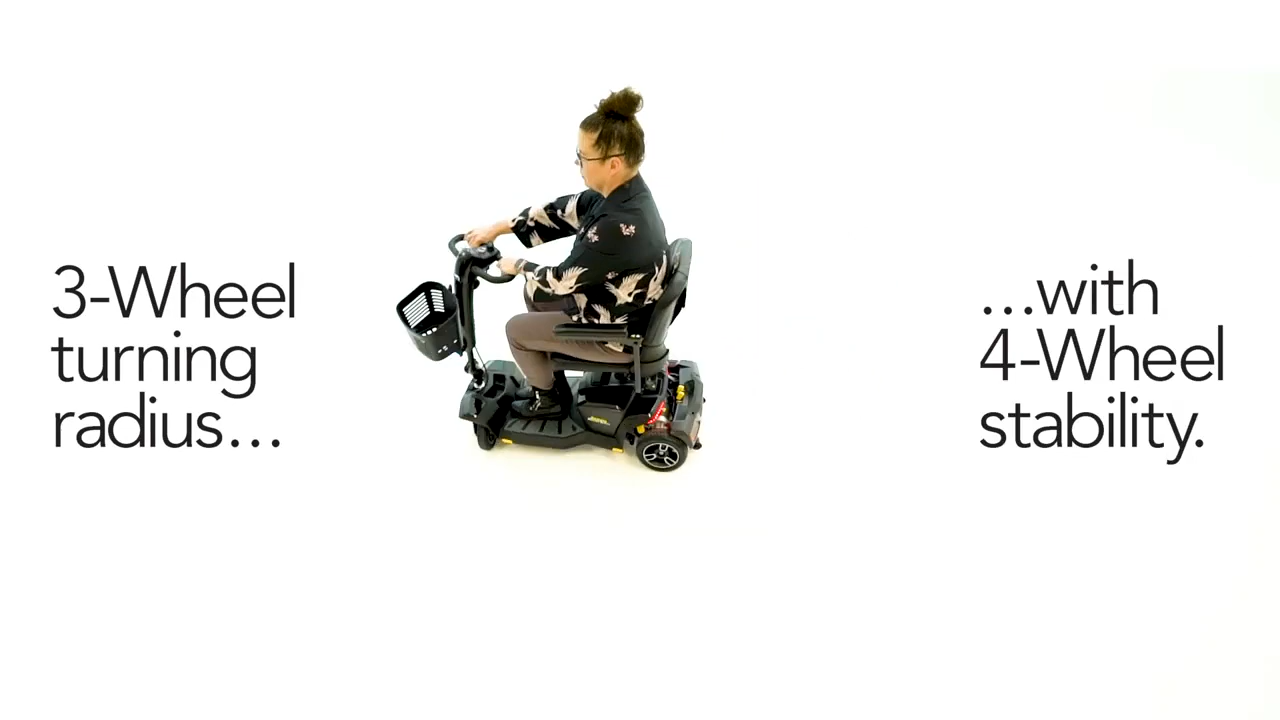 3-Wheel
turning
radius…
…with
4-Wheel
stability.